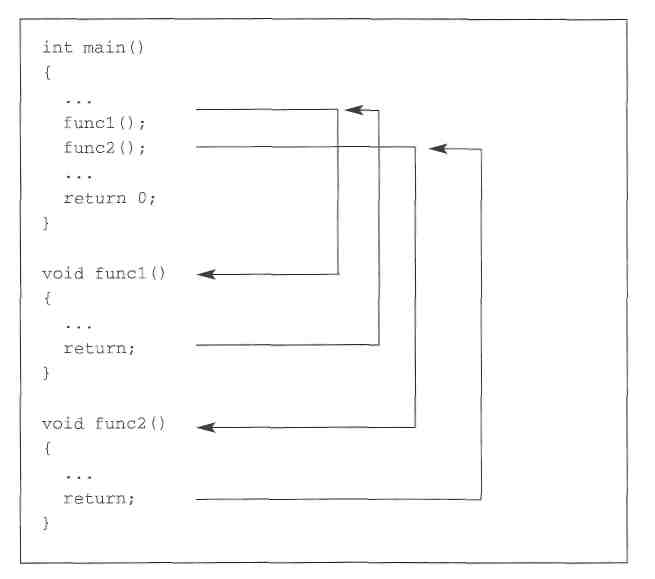 int main()
{
...
func1();
func2();
...
return 0;
}
void func1()
{
...
return;
}
void func2()
{
...
return;
}